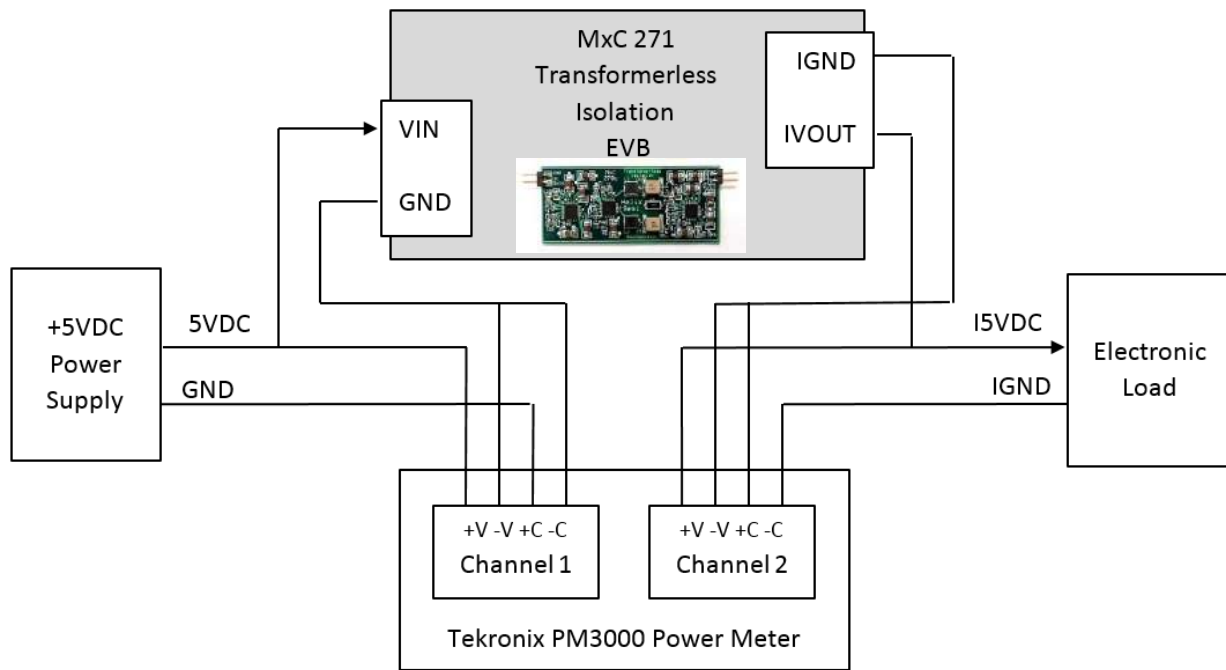 MxC 271
Transformerless
Isolation
EVB
IGND
IVOUT
VIN
GND
+5VDC
Power
Supply
5VDC
GND
I5VDC
IGND
Electronic
Load
+V -V +C -C
Channel 1
+V -V +C -C
Channel 2
Tekronix PM3000 Power Meter